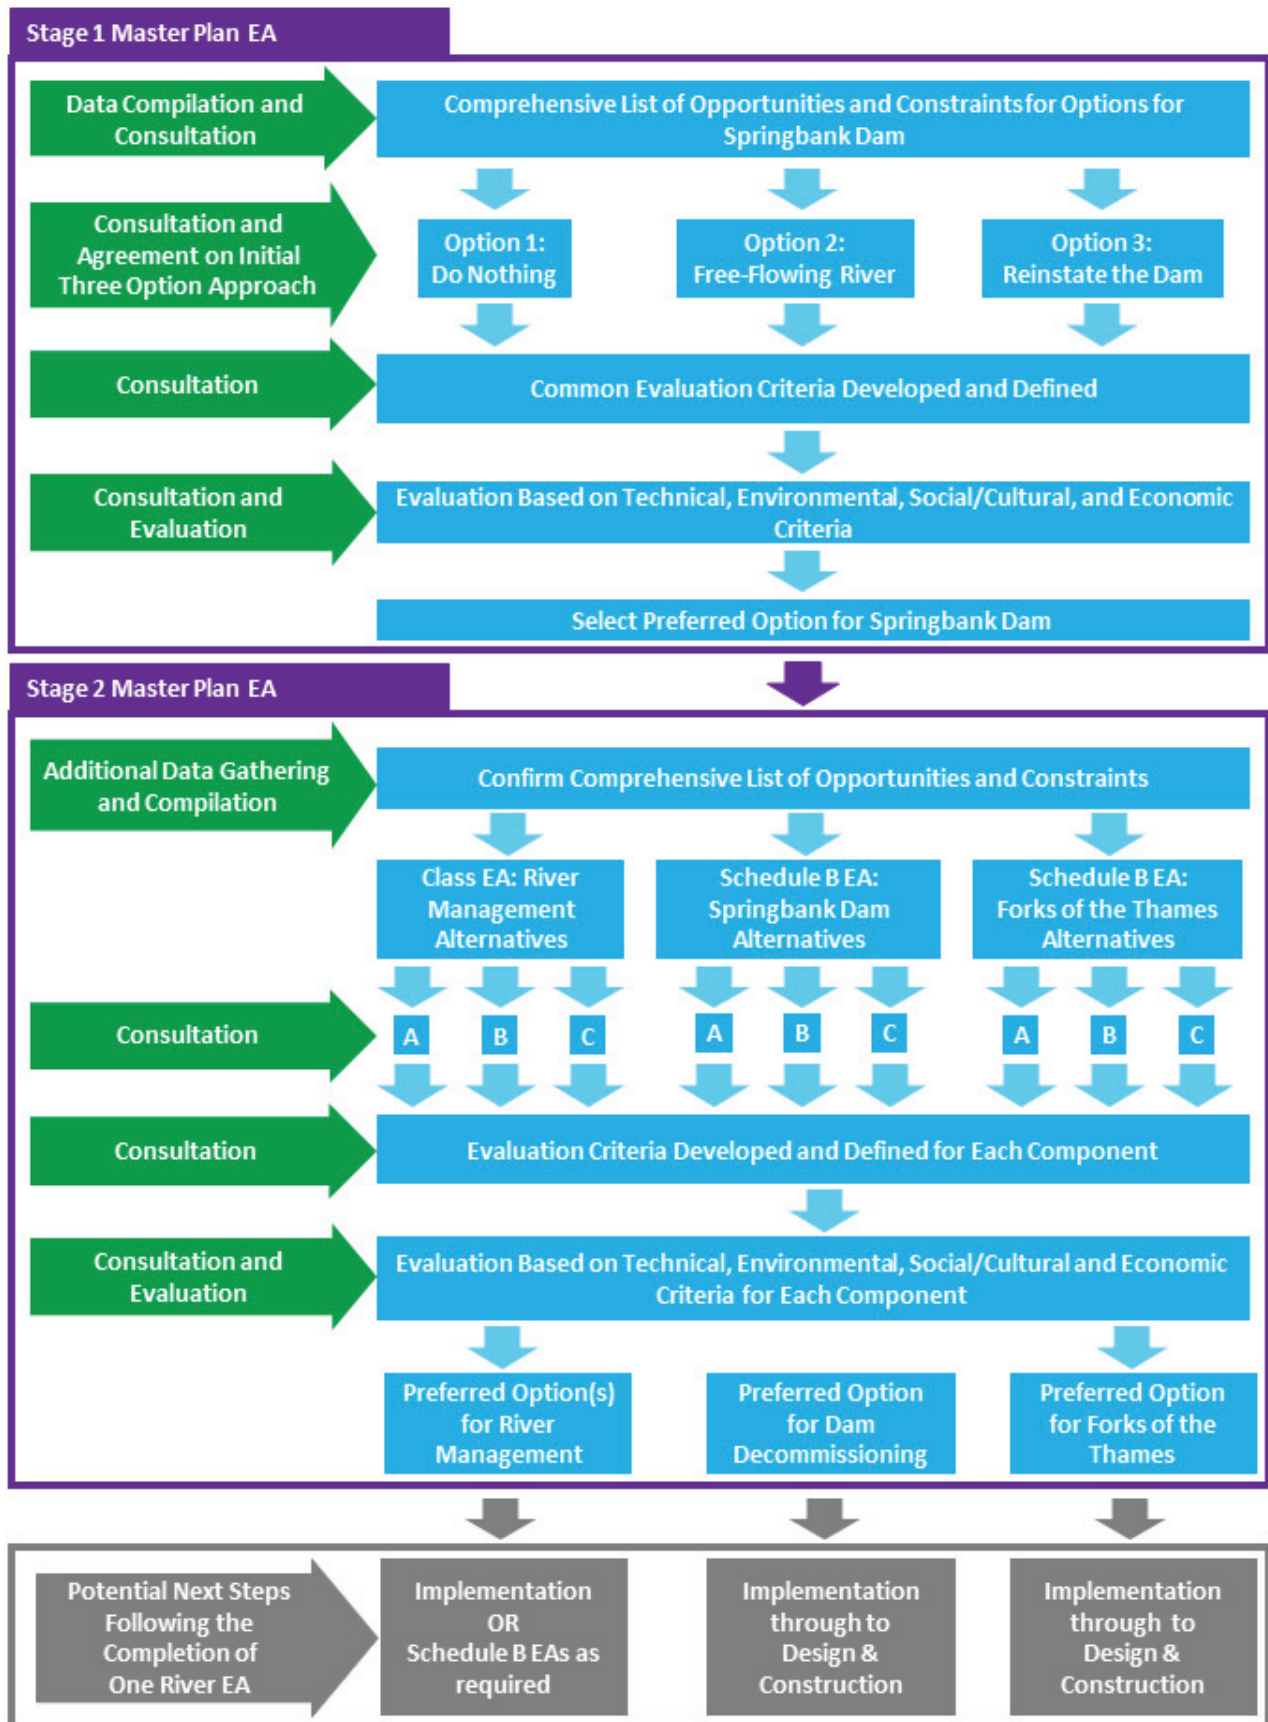 Stage 1 Master Plan EA
Data Compilation and
Consultation
Comprehensive List of Opportunities and Constraints for Options for
Springbank Dam
Consultation and
Agreement on Initial
Three Option Approach
Option 1:
Do Nothing
Option 2:
Free-Flowing River
Option 3:
Reinstate the Dam
Consultation
Common Evaluation Criteria Developed and Defined
Consultation and
Evaluation
Evaluation Based on Technical, Environmental, Social/Cultural, and Economic
Criteria
Select Preferred Option for Springbank Dam
Stage 2 Master Plan EA
Additional Data Gathering
and Compilation
Confirm Comprehensive List of Opportunities and Constraints
Class EA: River
Management
Alternatives
Schedule B EA:
Springbank Dam
Alternatives
Schedule B EA:
Forks of the Thames
Alternatives
Consultation
A
B
C
A
B
C
A
B
C
Consultation
Evaluation Criteria Developed and Defined for Each Component
Consultation and
Evaluation
Evaluation Based on Technical, Environmental, Social/Cultural and Economic
Criteria for Each Component
Preferred Option(s)
for River
Management
Preferred Option
for Dam
Decommissioning
Preferred Option
for Forks of the
Thames
Potential Next Steps
Following the
Completion of
One River EA
Implementation
OR
Schedule B EAs as
required
Implementation
through to
Design &
Construction
Implementation
through to
Design &
Construction